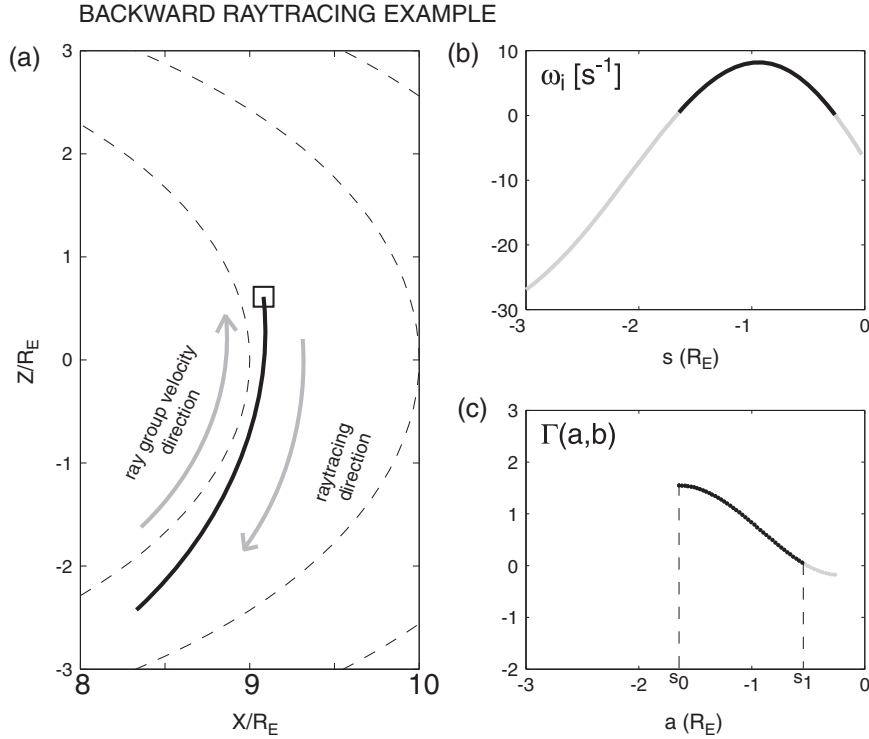 BACKWARD RAYTRACING EXAMPLE
(a)
3
2
1
0
-1
-2
-3
Z/R_E
8
9
10
X/R_E
ray group velocity
direction
raytracing
direction
(b)
ω_i [s^-1]
10
0
-10
-20
-30
-3
-2
-1
0
s (R_E)
(c)
Γ(a,b)
3
2
1
0
-1
-2
-3
s_0
-1
s_1
0
a (R_E)